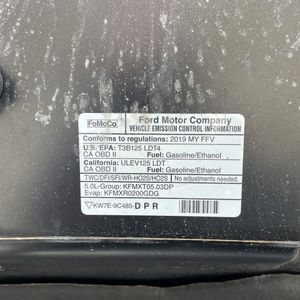 FoMoCo
Ford Motor Company
VEHICLE EMISSION CONTROL INFORMATION
Conforms to regulations: 2019 MY FFV
U.S. EPA: T3B125 LDT4
CA OBD II Fuel: Gasoline/Ethanol
California: ULEV125 LDT
CA OBD II Fuel: Gasoline/Ethanol
TWC/DFI/SFI/WR-HO2S/HO2S No adjustments needed.
5.0L-Group: KFMXT05.03DP
Evap: KFMXR0200GDG
KW7E-9C485-DPR